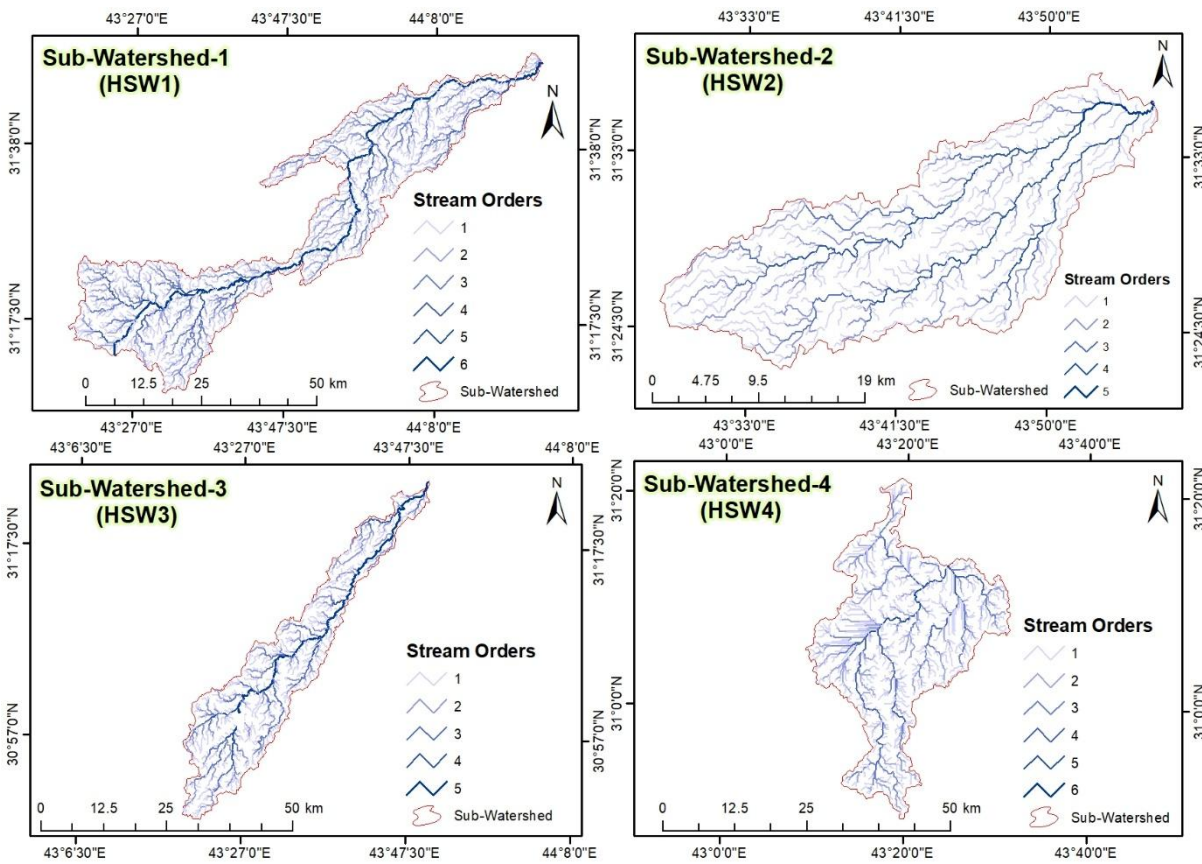 43°27'0"E 43°47'30"E 44°8'0"E
Sub-Watershed-1
(HSW1)
N
31°38'0"N
31°38'0"N
31°17'30"N
31°17'30"N
Stream Orders
1
2
3
4
5
6
Sub-Watershed
0 12.5 25 50 km
43°27'0"E 43°47'30"E 44°8'0"E
43°33'0"E 43°41'30"E 43°50'0"E
Sub-Watershed-2
(HSW2)
N
31°33'0"N
31°33'0"N
31°24'30"N
31°24'30"N
Stream Orders
1
2
3
4
5
Sub-Watershed
0 4.75 9.5 19 km
43°33'0"E 43°41'30"E 43°50'0"E
43°6'30"E 43°27'0"E 43°47'30"E 44°8'0"E
Sub-Watershed-3
(HSW3)
N
31°17'30"N
31°17'30"N
30°57'0"N
30°57'0"N
Stream Orders
1
2
3
4
5
Sub-Watershed
0 12.5 25 50 km
43°6'30"E 43°27'0"E 43°47'30"E 44°8'0"E
43°0'0"E 43°20'0"E 43°40'0"E
Sub-Watershed-4
(HSW4)
N
31°20'0"N
31°20'0"N
31°0'0"N
31°0'0"N
Stream Orders
1
2
3
4
5
6
Sub-Watershed
0 12.5 25 50 km
43°0'0"E 43°20'0"E 43°40'0"E